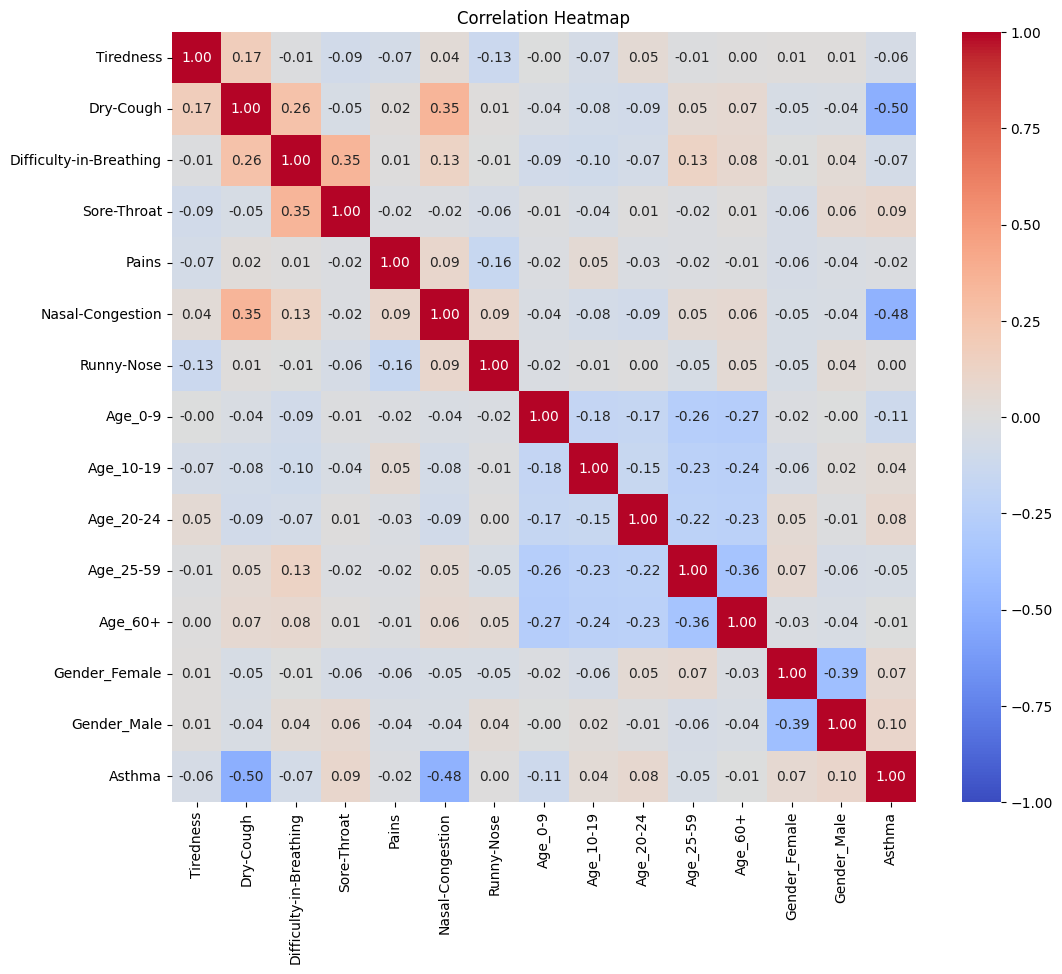 Correlation Heatmap
Tiredness 1.00 0.17 -0.01 -0.09 -0.07 0.04 -0.13 -0.00 -0.07 0.05 -0.01 0.00 0.01 0.01 -0.06
Dry-Cough 0.17 1.00 0.26 -0.05 0.02 0.35 0.01 -0.04 -0.08 -0.09 0.05 0.07 -0.05 -0.04 -0.50
Difficulty-in-Breathing -0.01 0.26 1.00 0.35 0.01 0.13 -0.01 -0.09 -0.10 -0.07 0.13 0.08 -0.01 0.04 -0.07
Sore-Throat -0.09 -0.05 0.35 1.00 -0.02 -0.02 -0.06 -0.01 -0.04 0.01 -0.02 0.01 -0.06 0.06 0.09
Pains -0.07 0.02 0.01 -0.02 1.00 0.09 -0.16 -0.02 0.05 -0.03 -0.02 -0.01 -0.06 -0.04 -0.02
Nasal-Congestion 0.04 0.35 0.13 -0.02 0.09 1.00 0.09 -0.04 -0.08 -0.09 0.05 0.06 -0.05 -0.04 -0.48
Runny-Nose -0.13 0.01 -0.01 -0.06 -0.16 0.09 1.00 -0.02 -0.01 0.00 -0.05 0.05 -0.05 0.04 0.00
Age_0-9 -0.00 -0.04 -0.09 -0.01 -0.02 -0.04 -0.02 1.00 -0.18 -0.17 -0.26 -0.27 -0.02 -0.00 -0.11
Age_10-19 -0.07 -0.08 -0.10 -0.04 0.05 -0.08 -0.01 -0.18 1.00 -0.15 -0.23 -0.24 -0.06 0.02 0.04
Age_20-24 0.05 -0.09 -0.07 0.01 -0.03 -0.09 0.00 -0.17 -0.15 1.00 -0.22 -0.23 0.05 -0.01 0.08
Age_25-59 -0.01 0.05 0.13 -0.02 -0.02 0.05 -0.05 -0.26 -0.23 -0.22 1.00 -0.36 0.07 -0.06 -0.05
Age_60+ 0.00 0.07 0.08 0.01 -0.01 0.06 0.05 -0.27 -0.24 -0.23 -0.36 1.00 -0.03 -0.04 -0.01
Gender_Female 0.01 -0.05 -0.01 -0.06 -0.06 -0.05 -0.05 -0.02 -0.06 0.05 0.07 -0.03 1.00 -0.39 0.07
Gender_Male 0.01 -0.04 0.04 0.06 -0.04 -0.04 0.04 -0.00 0.02 -0.01 -0.06 -0.04 -0.39 1.00 0.10
Asthma -0.06 -0.50 -0.07 0.09 -0.02 -0.48 0.00 -0.11 0.04 0.08 -0.05 -0.01 0.07 0.10 1.00
Tiredness
Dry-Cough
Difficulty-in-Breathing
Sore-Throat
Pains
Nasal-Congestion
Runny-Nose
Age_0-9
Age_10-19
Age_20-24
Age_25-59
Age_60+
Gender_Female
Gender_Male
Asthma
1.00
0.75
0.50
0.25
0.00
−0.25
−0.50
−0.75
−1.00